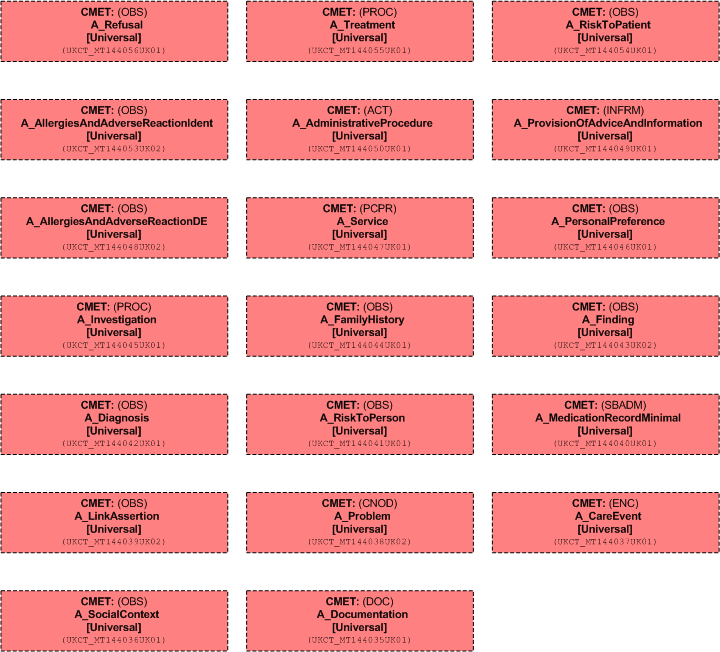 CMET: (OBS)
A_Refusal
[Universal]
(UKCT_MT144056UK01)
CMET: (PROC)
A_Treatment
[Universal]
(UKCT_MT144055UK01)
CMET: (OBS)
A_RiskToPatient
[Universal]
(UKCT_MT144054UK01)
CMET: (OBS)
A_AllergiesAndAdverseReactionIdent
[Universal]
(UKCT_MT144053UK02)
CMET: (ACT)
A_AdministrativeProcedure
[Universal]
(UKCT_MT144050UK01)
CMET: (INFRM)
A_ProvisionOfAdviceAndInformation
[Universal]
(UKCT_MT144049UK01)
CMET: (OBS)
A_AllergiesAndAdverseReactionDE
[Universal]
(UKCT_MT144048UK02)
CMET: (PCPR)
A_Service
[Universal]
(UKCT_MT144047UK01)
CMET: (OBS)
A_PersonalPreference
[Universal]
(UKCT_MT144046UK01)
CMET: (PROC)
A_Investigation
[Universal]
(UKCT_MT144045UK01)
CMET: (OBS)
A_FamilyHistory
[Universal]
(UKCT_MT144044UK01)
CMET: (OBS)
A_Finding
[Universal]
(UKCT_MT144043UK02)
CMET: (OBS)
A_Diagnosis
[Universal]
(UKCT_MT144042UK01)
CMET: (OBS)
A_RiskToPerson
[Universal]
(UKCT_MT144041UK01)
CMET: (SBADM)
A_MedicationRecordMinimal
[Universal]
(UKCT_MT144040UK01)
CMET: (OBS)
A_LinkAssertion
[Universal]
(UKCT_MT144039UK02)
CMET: (CNOD)
A_Problem
[Universal]
(UKCT_MT144038UK02)
CMET: (ENC)
A_CareEvent
[Universal]
(UKCT_MT144037UK01)
CMET: (OBS)
A_SocialContext
[Universal]
(UKCT_MT144036UK01)
CMET: (DOC)
A_Documentation
[Universal]
(UKCT_MT144035UK01)